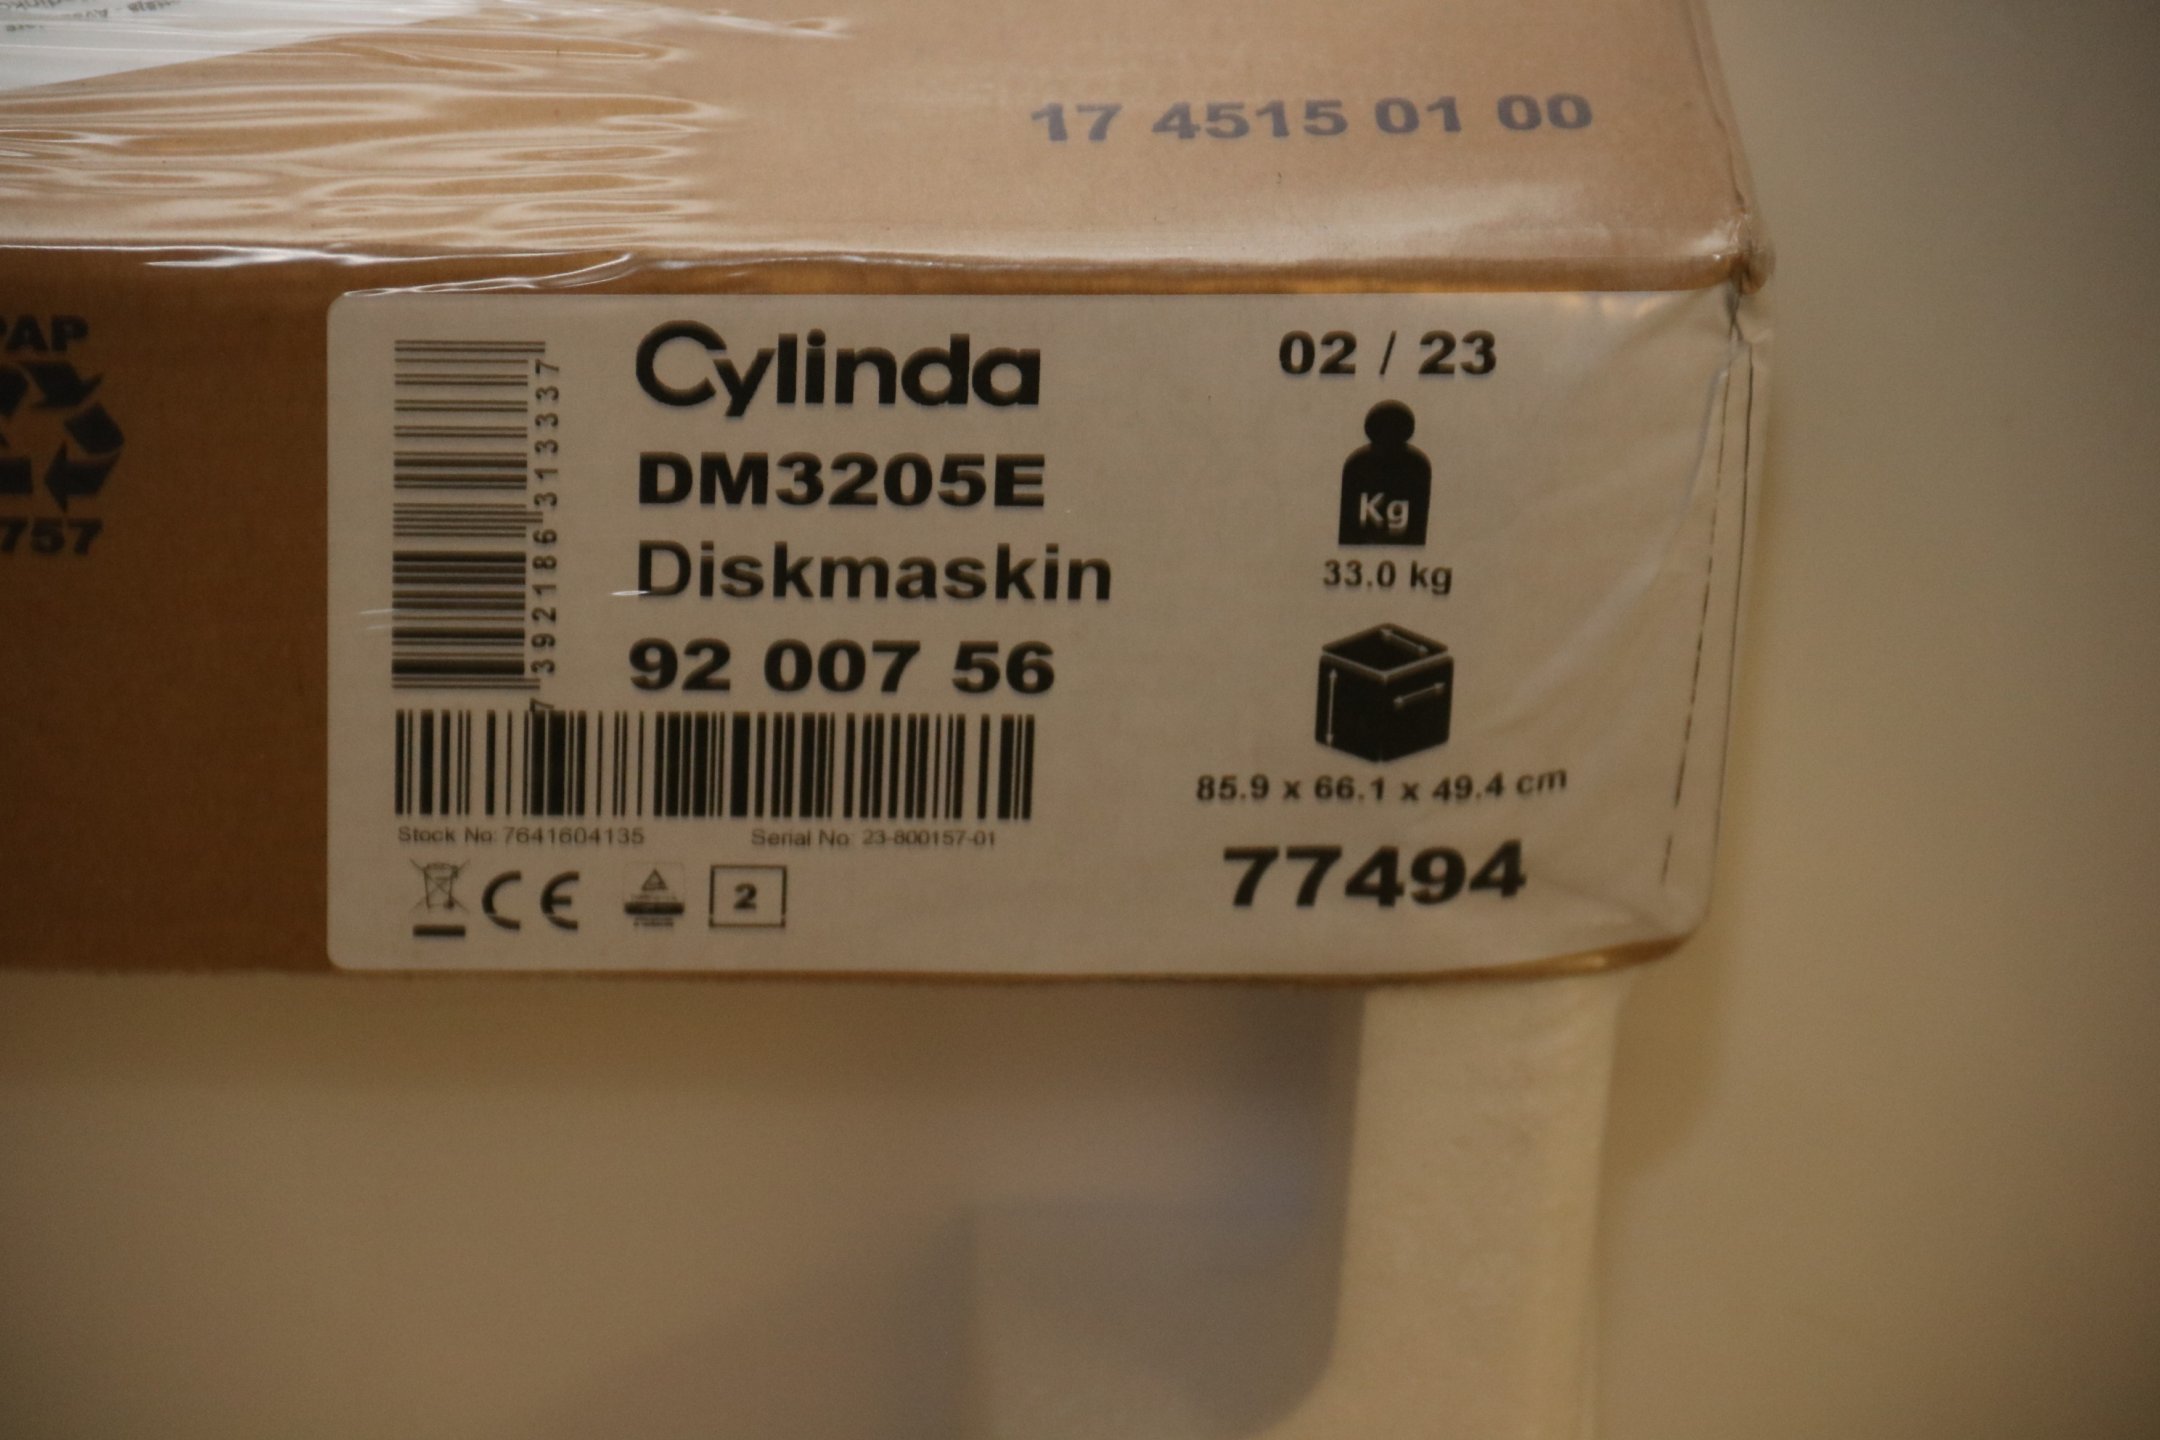 17 4515 01 00
PAP
757
7 392186 313337
Cylinda
DM3205E
Diskmaskin
92 007 56
Stock No: 7641604135
Serial No: 23-800157-01
CE
2
02 / 23
Kg
33.0 kg
85.9 x 66.1 x 49.4 cm
77494